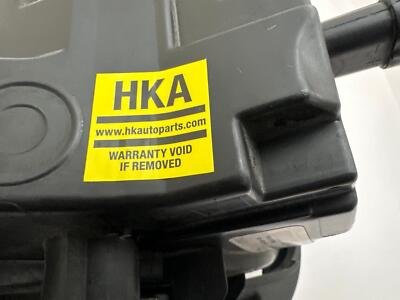 HKA
www.hkautoparts.com
WARRANTY VOID
IF REMOVED